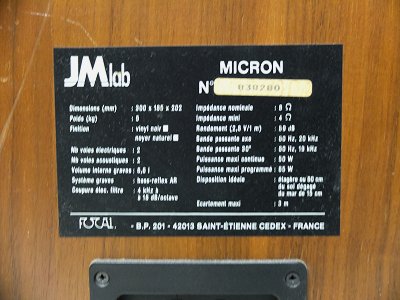 JMlab
MICRON
N° 030780
Dimensions (mm) : 300 x 185 x 202
Poids (kg) : 5
Finition : vinyl noir
noyer naturel
Nb voies électriques : 2
Nb voies acoustiques : 2
Volume interne graves : 6,5 l
Système graves : bass-reflex AR
Coupure élec. filtre : 4 kHz à
à 18 dB/octave
Impédance nominale : 8 Ω
Impédance mini : 4 Ω
Rendement (2,8 V/1 m) : 89 dB
Bande passante axe : 60 Hz, 20 kHz
Bande passante 30° : 60 Hz, 19 kHz
Puissance maxi continue : 50 W
Puissance maxi programme : 85 W
Disposition idéale : étagère ou 60 cm
du sol dégagé
du mur de 15 cm
Ecartement maxi : 3 m
FOCAL - B.P. 201 - 42013 SAINT-ÉTIENNE CEDEX - FRANCE